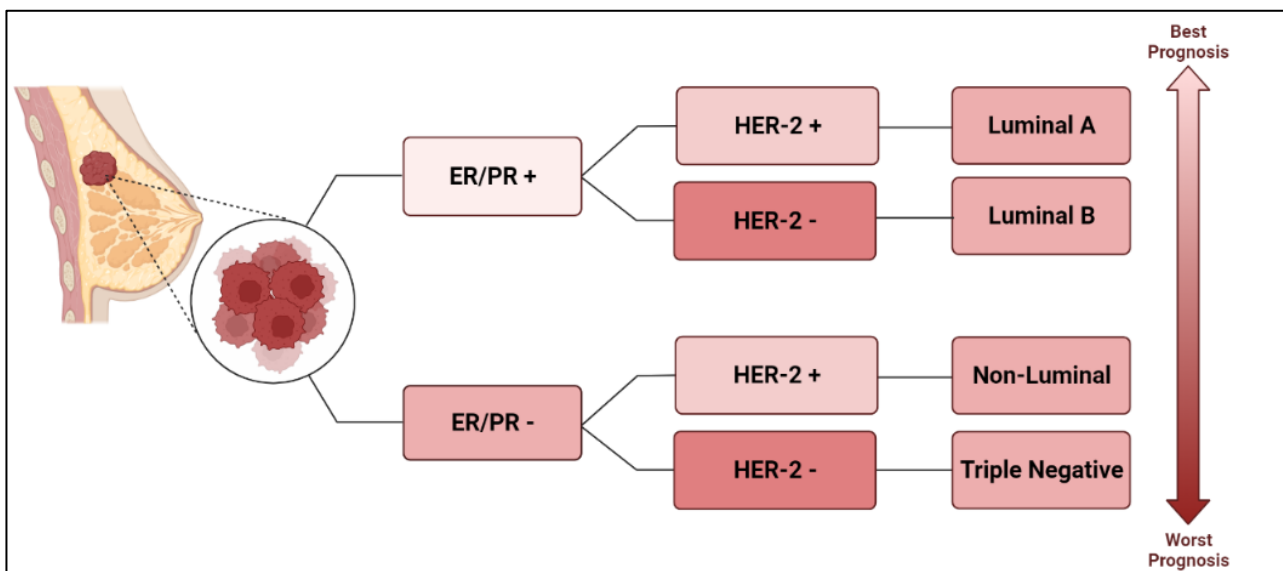 Best
Prognosis
HER-2 +
Luminal A
ER/PR +
HER-2 -
Luminal B
HER-2 +
Non-Luminal
ER/PR -
HER-2 -
Triple Negative
Worst
Prognosis